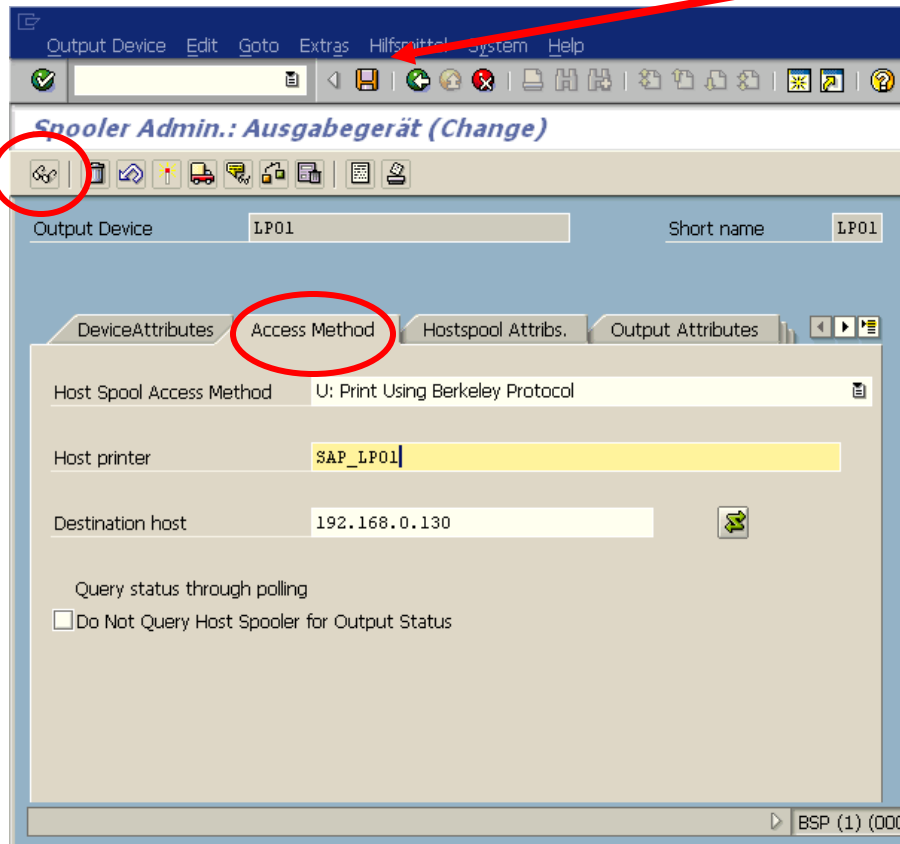 Output Device Edit Goto Extras Hilfsmittel System Help
Spooler Admin.: Ausgabegerät (Change)
Output Device LP01 Short name LP01
DeviceAttributes Access Method Hostspool Attribs. Output Attributes
Host Spool Access Method U: Print Using Berkeley Protocol
Host printer SAP_LP01
Destination host 192.168.0.130
Query status through polling
Do Not Query Host Spooler for Output Status
BSP (1) (000